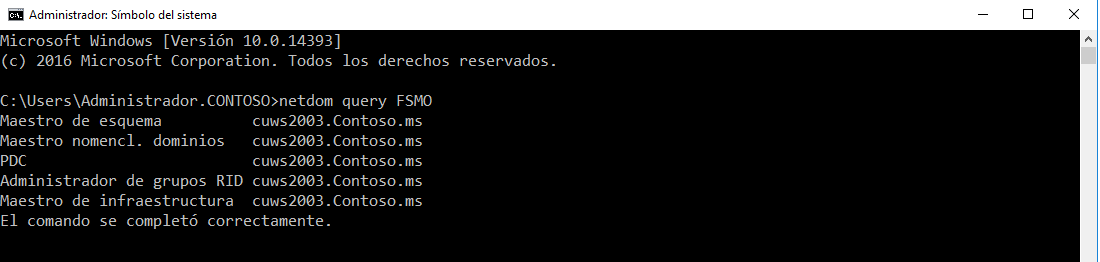 Administrador: Símbolo del sistema
Microsoft Windows [Versión 10.0.14393]
(c) 2016 Microsoft Corporation. Todos los derechos reservados.
C:\Users\Administrador.CONTOSO>netdom query FSMO
Maestro de esquema          cuws2003.Contoso.ms
Maestro nomencl. dominios   cuws2003.Contoso.ms
PDC                         cuws2003.Contoso.ms
Administrador de grupos RID cuws2003.Contoso.ms
Maestro de infraestructura  cuws2003.Contoso.ms
El comando se completó correctamente.